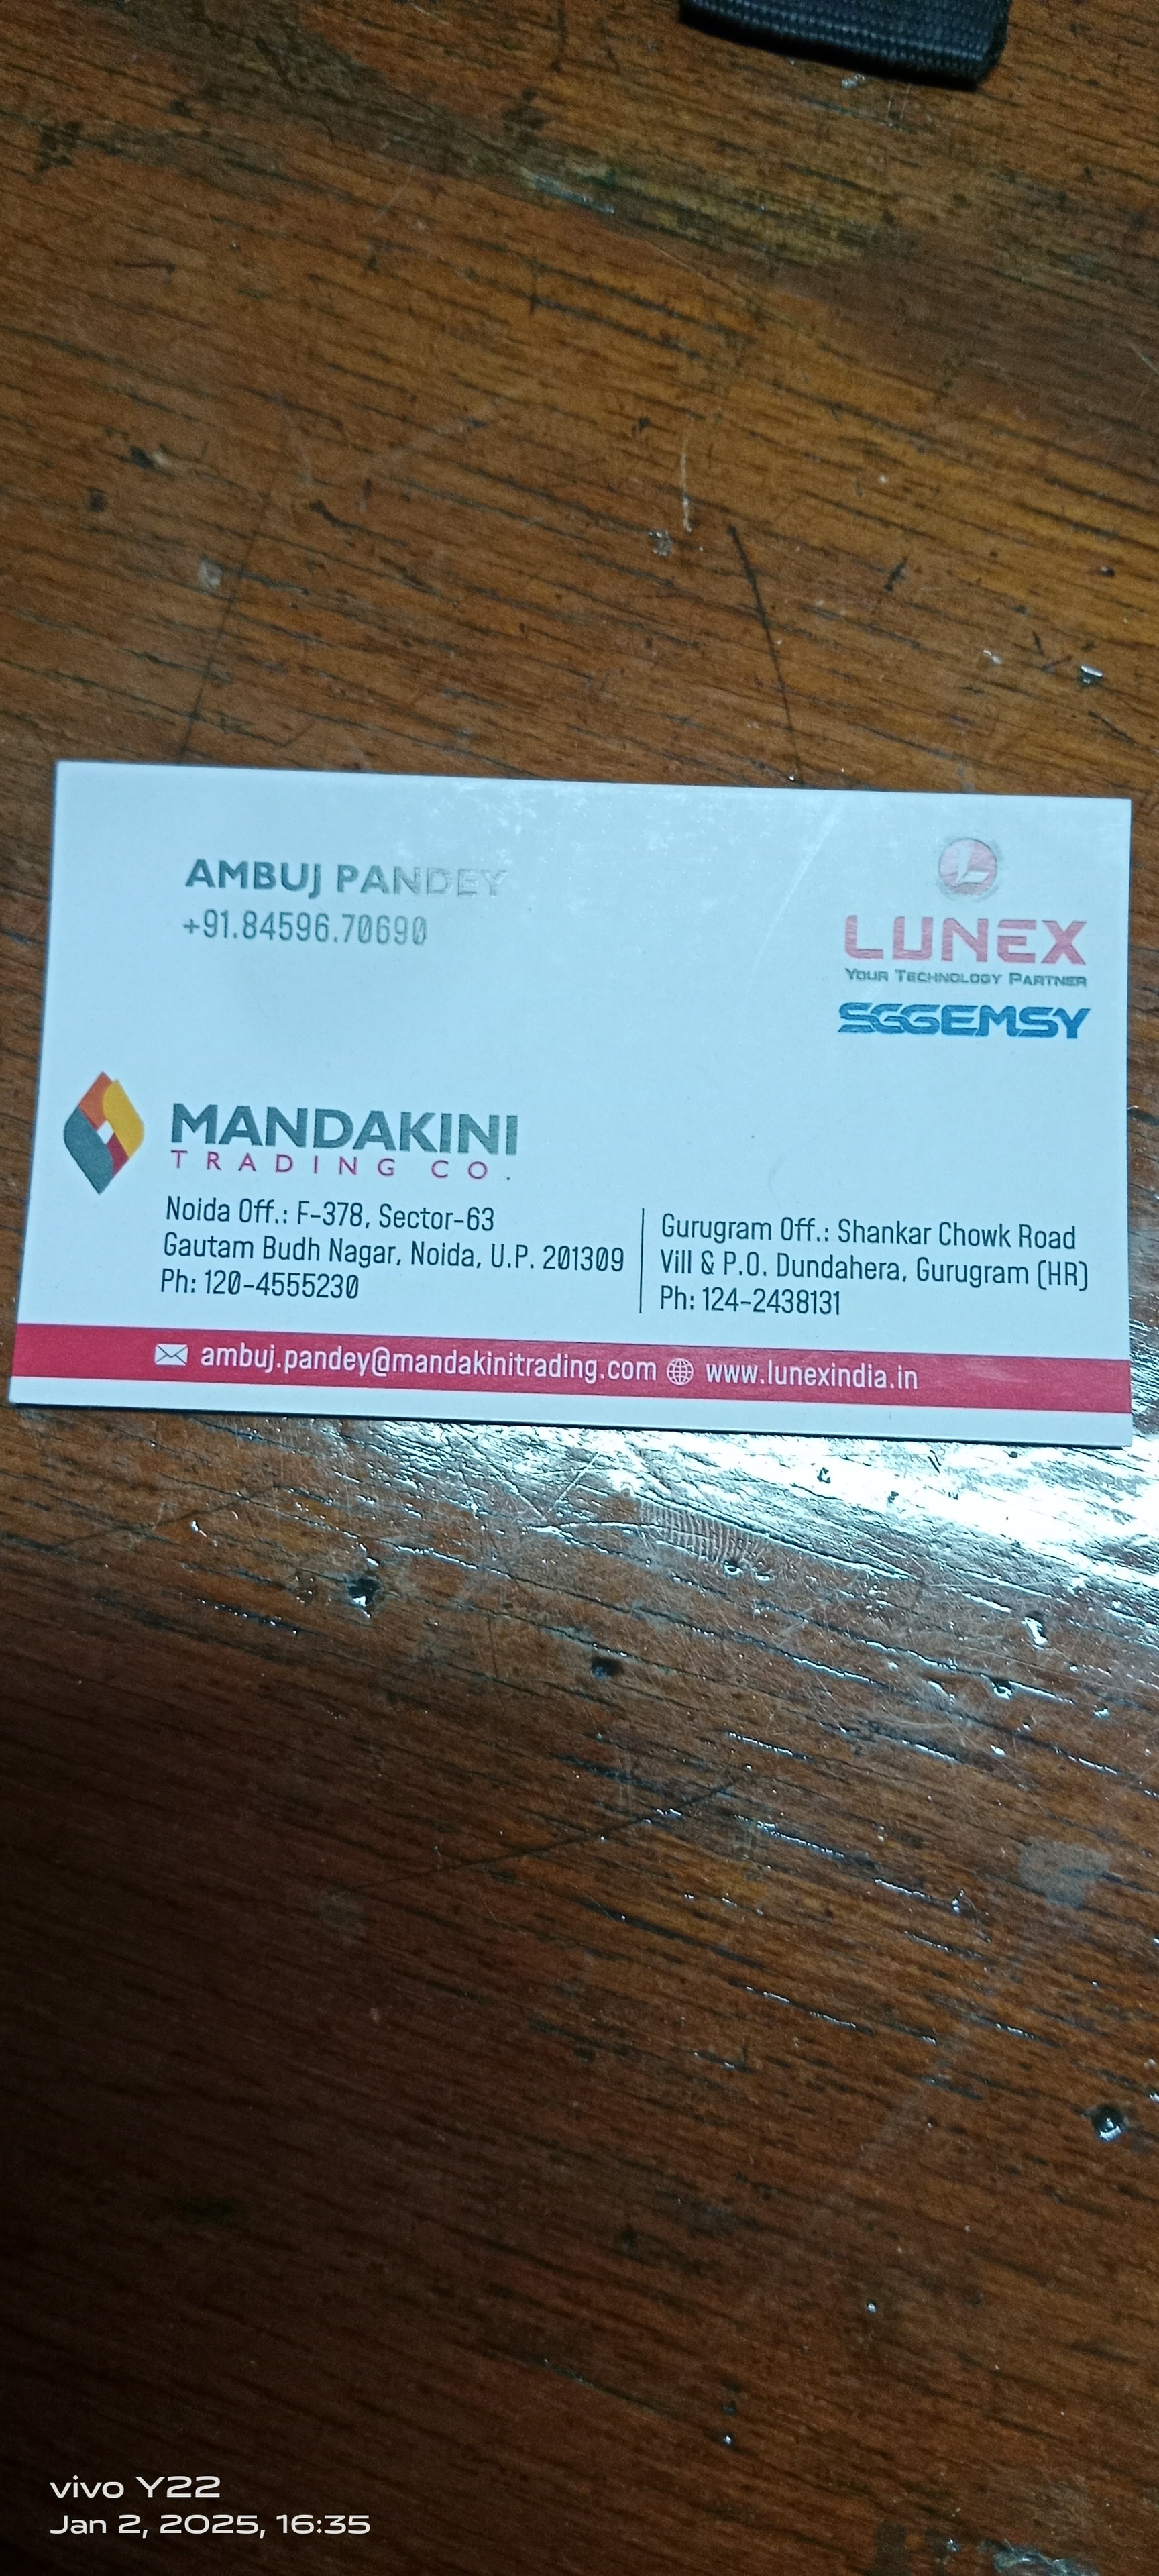 AMBUJ PANDEY
+91.84596.70690
LUNEX
YOUR TECHNOLOGY PARTNER
SGGEMSY
MANDAKINI
TRADING CO.
Noida Off.: F-378, Sector-63
Gautam Budh Nagar, Noida, U.P. 201309
Ph: 120-4555230
Gurugram Off.: Shankar Chowk Road
Vill & P.O. Dundahera, Gurugram (HR)
Ph: 124-2438131
ambuj.pandey@mandakinitrading.com www.lunexindia.in
vivo Y22
Jan 2, 2025, 16:35